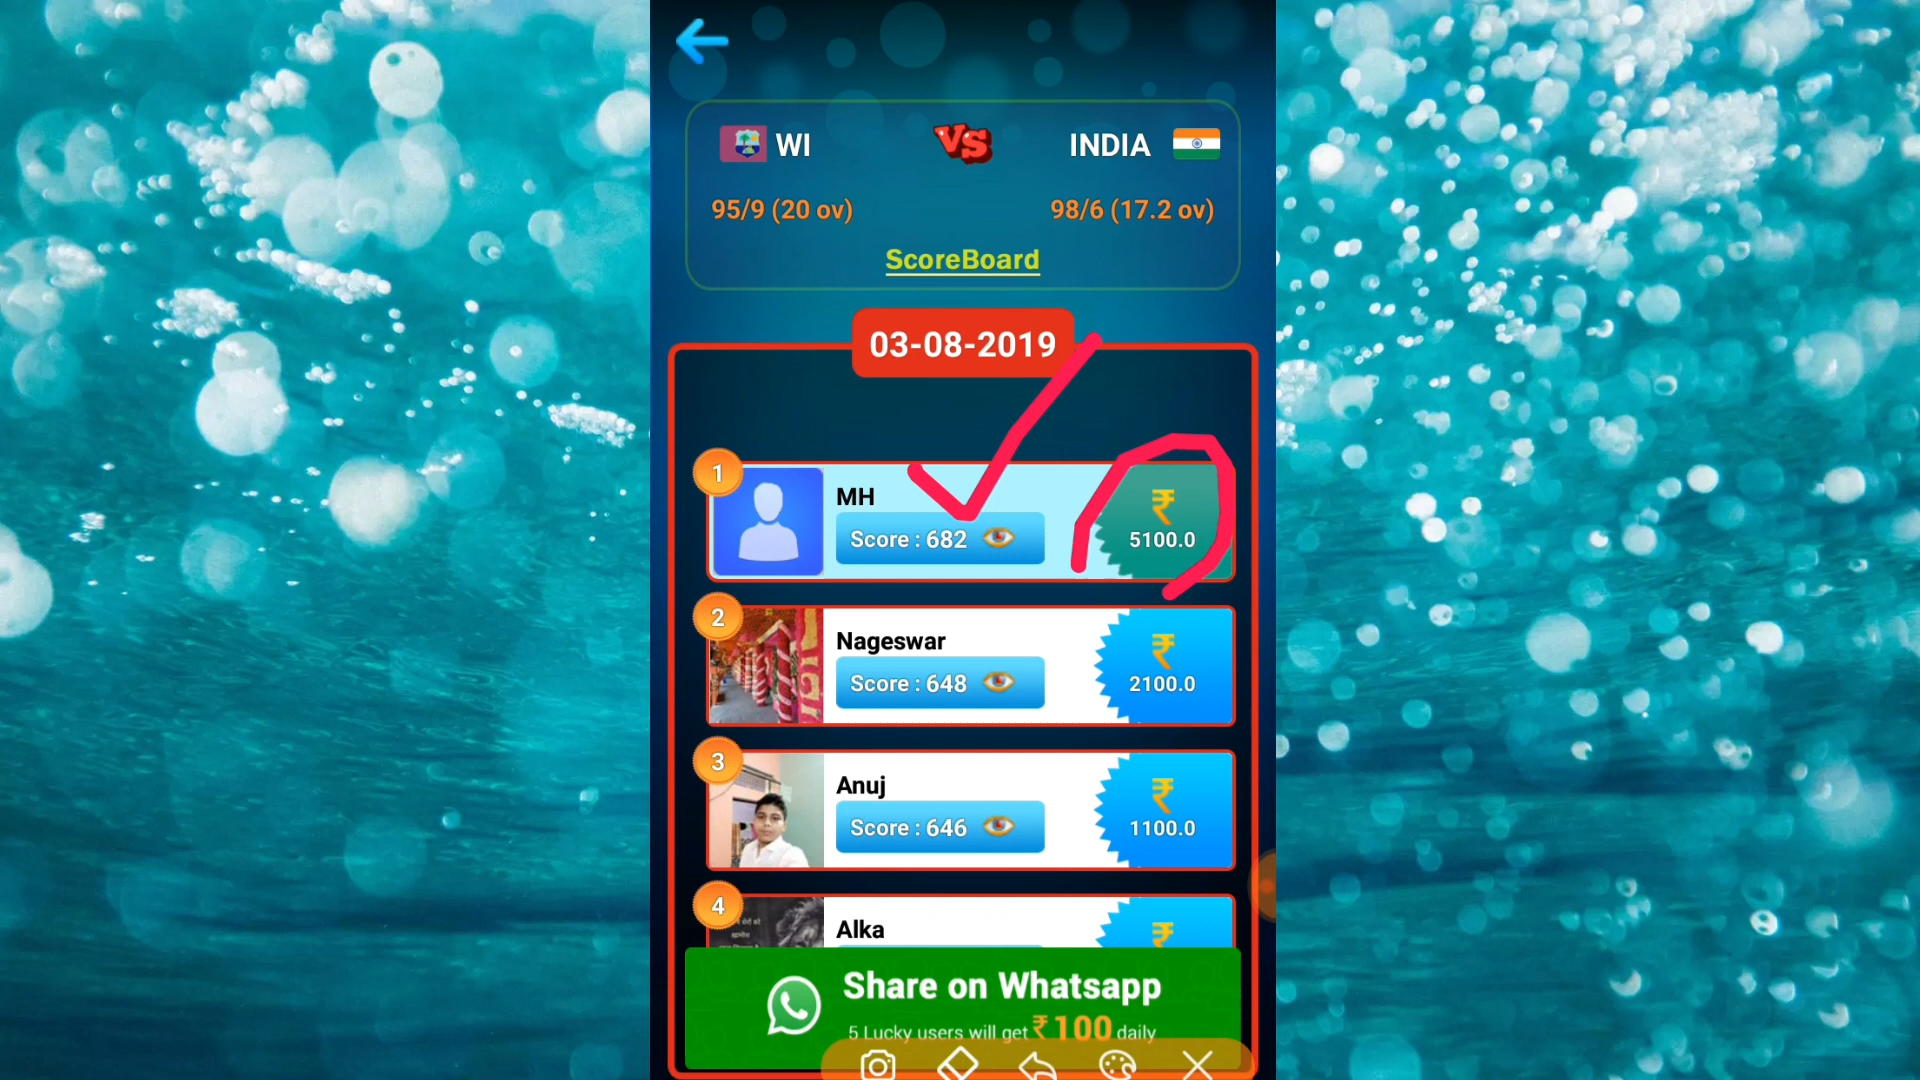 WI VS INDIA
95/9 (20 ov) 98/6 (17.2 ov)
ScoreBoard
03-08-2019
1
MH
Score : 682
₹
5100.0
2
Nageswar
Score : 648
₹
2100.0
3
Anuj
Score : 646
₹
1100.0
4
Alka
₹
Share on Whatsapp
5 Lucky users will get ₹ 100 daily